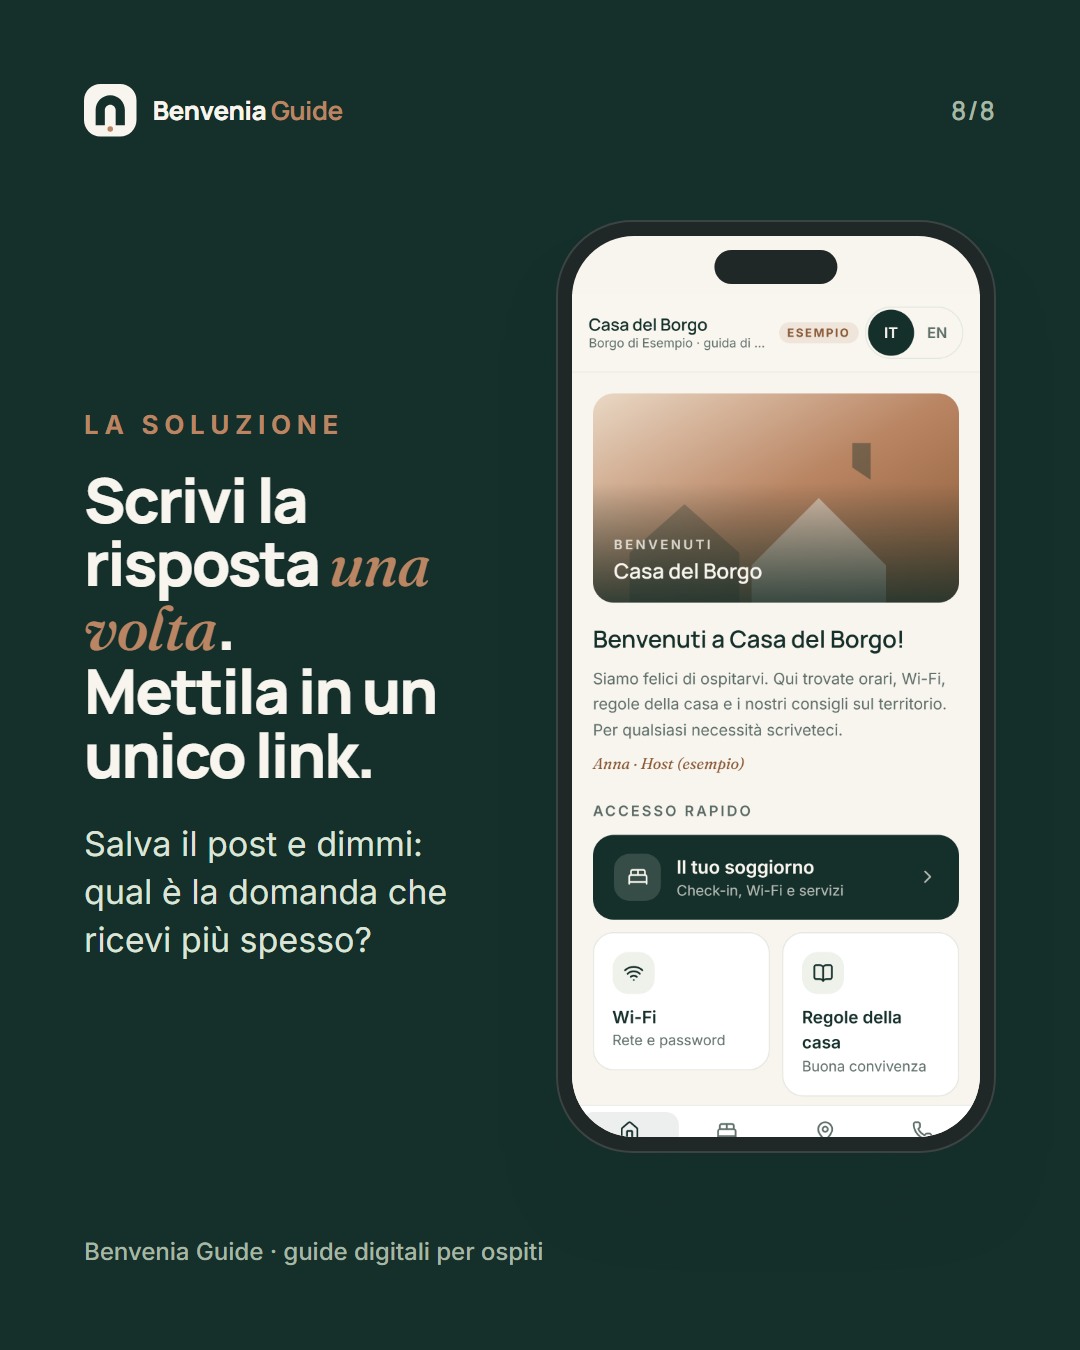 Benvenia Guide
8/8
LA SOLUZIONE
Scrivi la
risposta una
volta.
Mettila in un
unico link.
Salva il post e dimmi:
qual è la domanda che
ricevi più spesso?
Casa del Borgo
Borgo di Esempio · guida di ...
ESEMPIO
IT
EN
BENVENUTI
Casa del Borgo
Benvenuti a Casa del Borgo!
Siamo felici di ospitarvi. Qui trovate orari, Wi-Fi,
regole della casa e i nostri consigli sul territorio.
Per qualsiasi necessità scriveteci.
Anna · Host (esempio)
ACCESSO RAPIDO
Il tuo soggiorno
Check-in, Wi-Fi e servizi
Wi-Fi
Rete e password
Regole della
casa
Buona convivenza
Benvenia Guide · guide digitali per ospiti